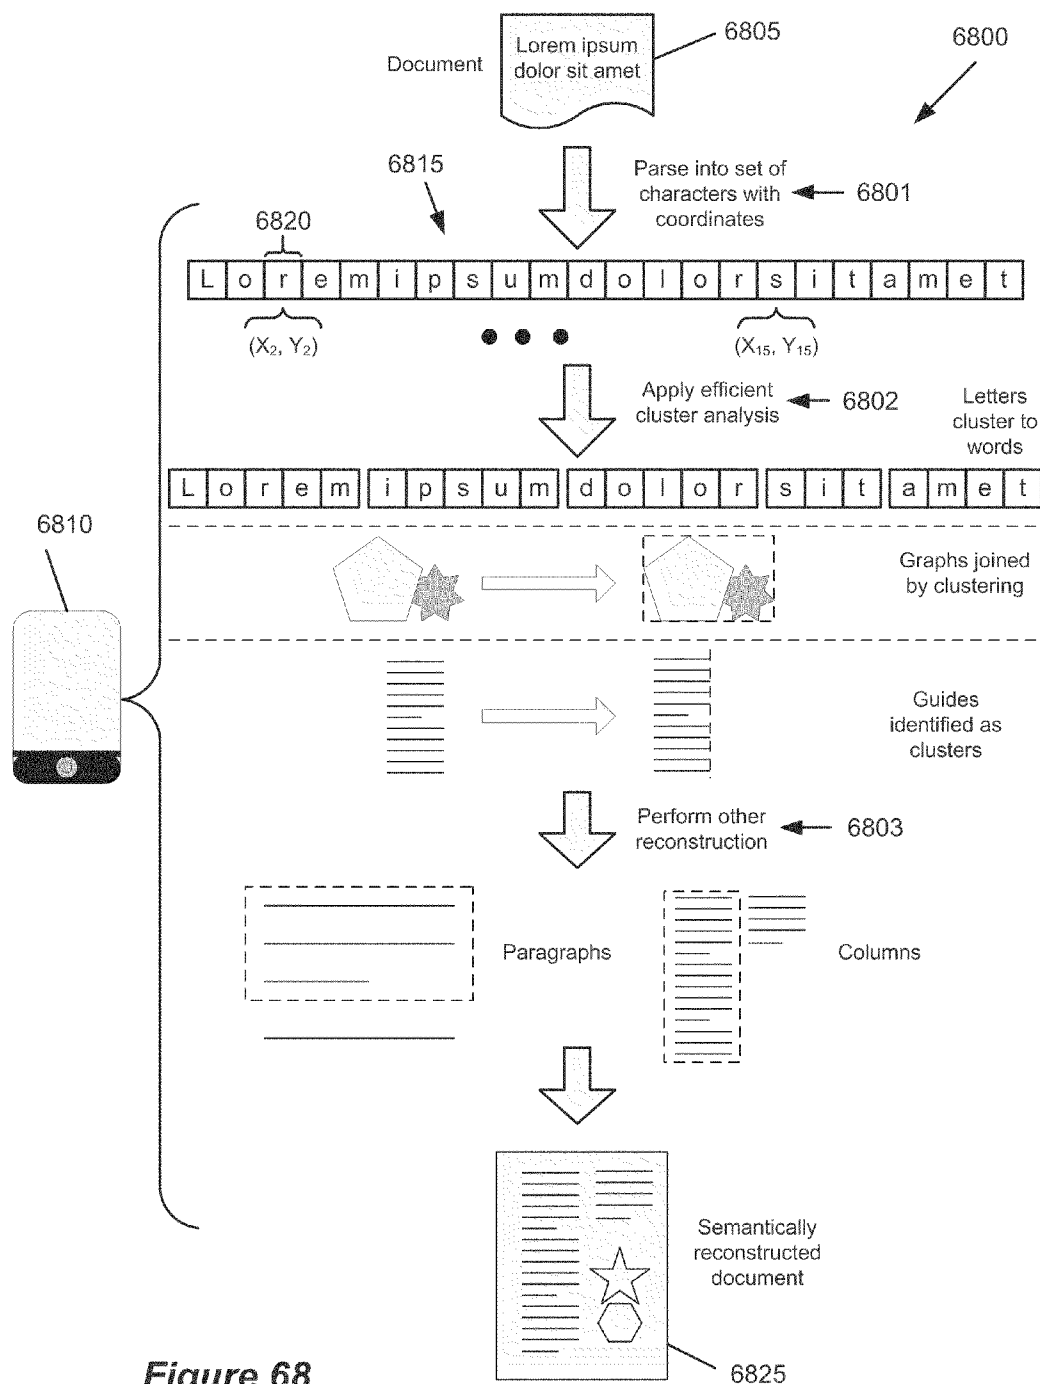 Document
Lorem ipsum
dolor sit amet
6805
6800
6815
Parse into set of
characters with
coordinates
6801
6820
L o r e m i p s u m d o l o r s i t a m e t
(X2, Y2)
(X15, Y15)
Apply efficient
cluster analysis
6802
Letters
cluster to
words
L o r e m i p s u m d o l o r s i t a m e t
6810
Graphs joined
by clustering
Guides
identified as
clusters
Perform other
reconstruction
6803
Paragraphs
Columns
Semantically
reconstructed
document
6825
Figure 68